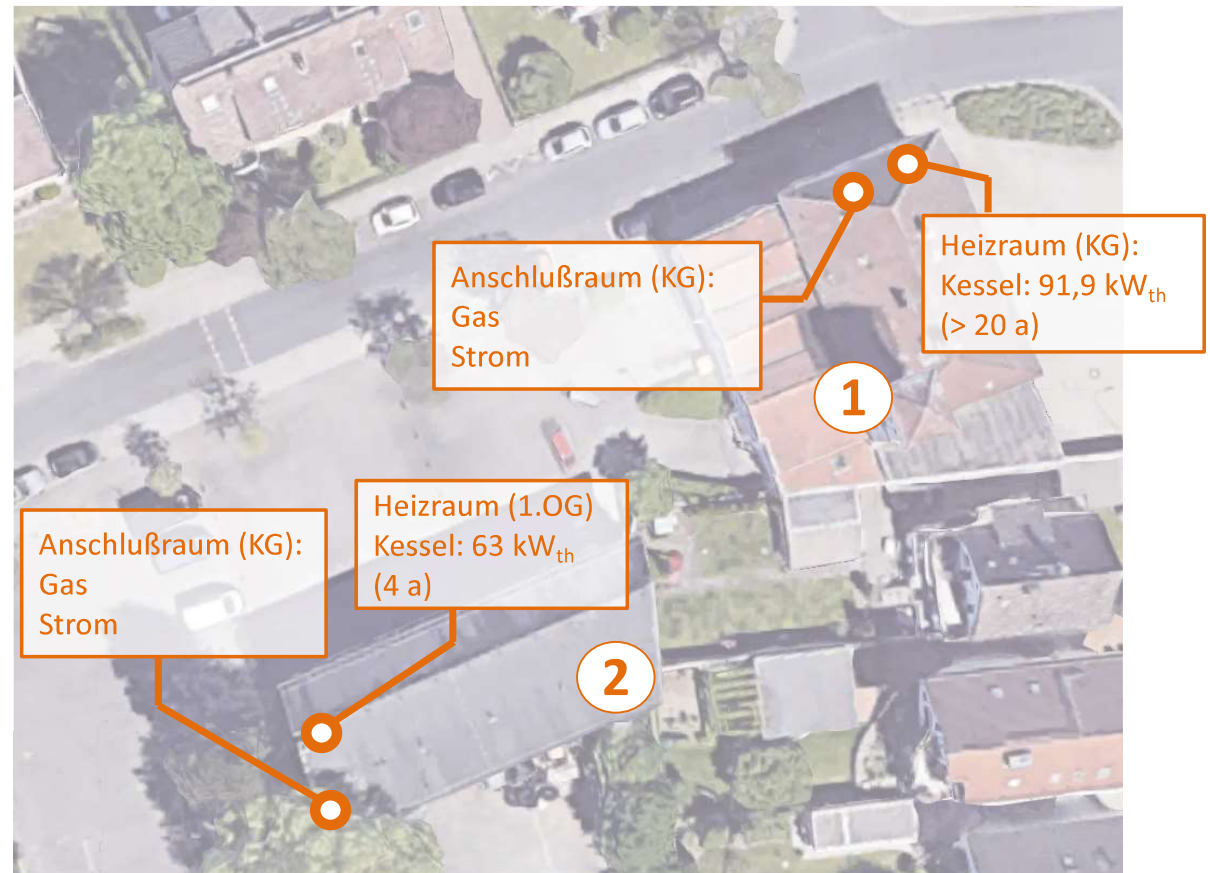 Anschlußraum (KG):
Gas
Strom
Heizraum (KG):
Kessel: 91,9 kWth
(> 20 a)
1
Anschlußraum (KG):
Gas
Strom
Heizraum (1.OG)
Kessel: 63 kWth
(4 a)
2